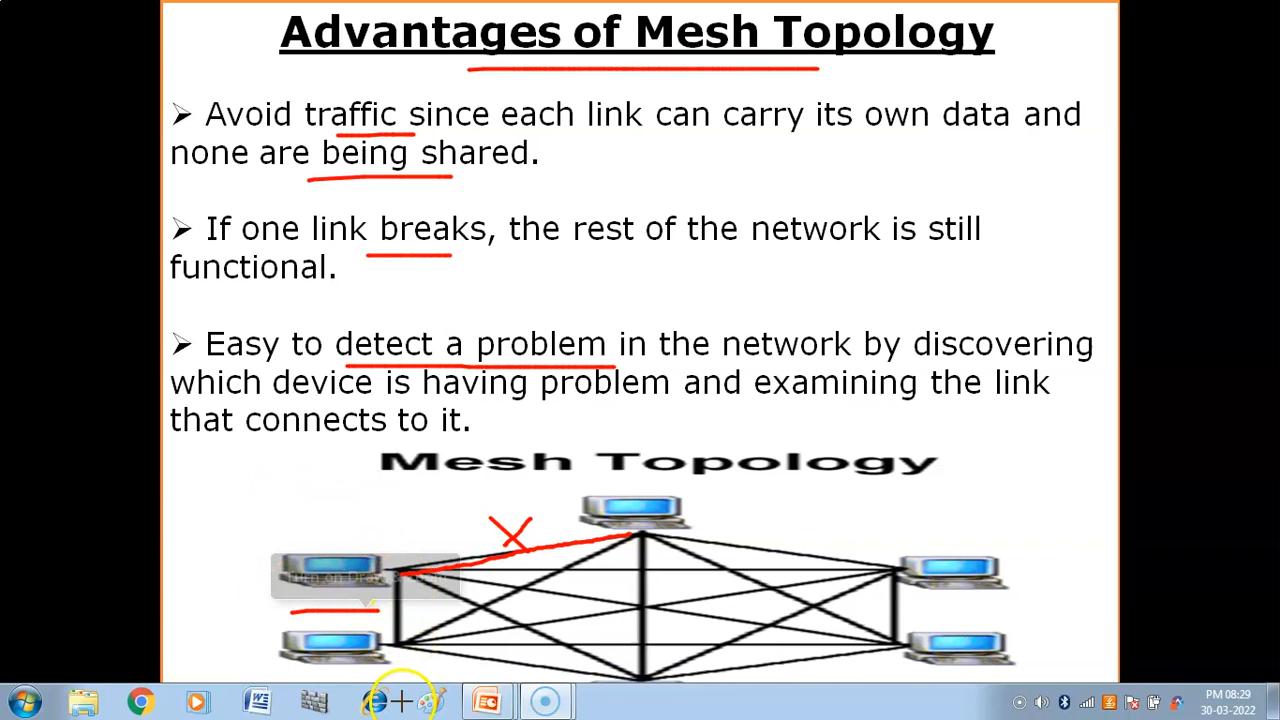 Advantages of Mesh Topology
➢ Avoid traffic since each link can carry its own data and
none are being shared.
➢ If one link breaks, the rest of the network is still
functional.
➢ Easy to detect a problem in the network by discovering
which device is having problem and examining the link
that connects to it.
Mesh Topology
PM 08:29
30-03-2022